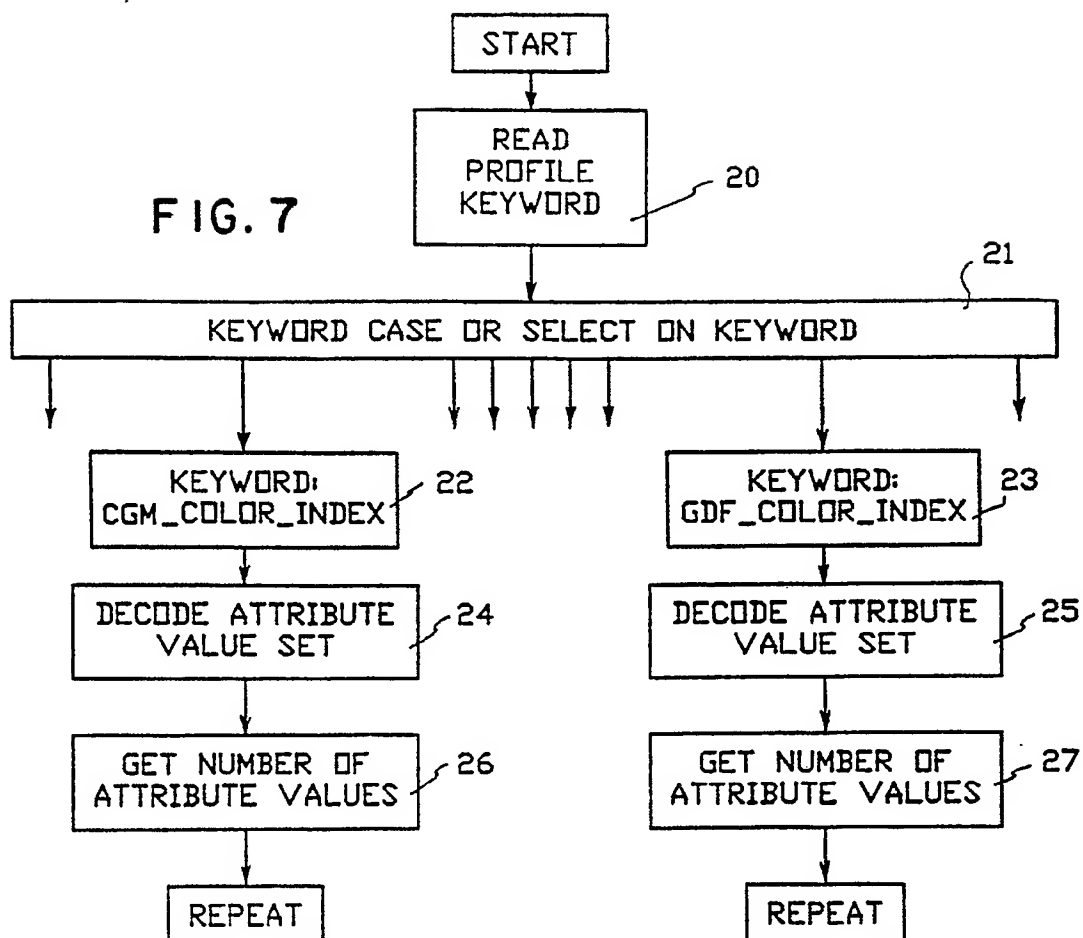 START
READ
PROFILE
KEYWORD
20
FIG. 7
21
KEYWORD CASE OR SELECT ON KEYWORD
KEYWORD:
CGM_COLOR_INDEX
22
KEYWORD:
GDF_COLOR_INDEX
23
DECODE ATTRIBUTE
VALUE SET
24
DECODE ATTRIBUTE
VALUE SET
25
GET NUMBER OF
ATTRIBUTE VALUES
26
GET NUMBER OF
ATTRIBUTE VALUES
27
REPEAT
REPEAT